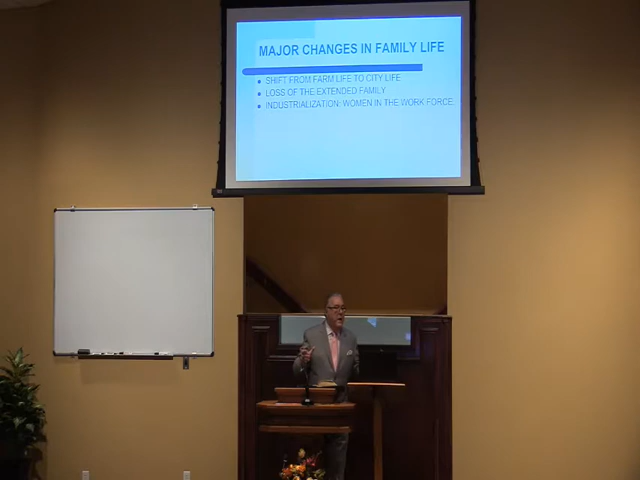 MAJOR CHANGES IN FAMILY LIFE
SHIFT FROM FARM LIFE TO CITY LIFE
LOSS OF THE EXTENDED FAMILY
INDUSTRIALIZATION: WOMEN IN THE WORK FORCE